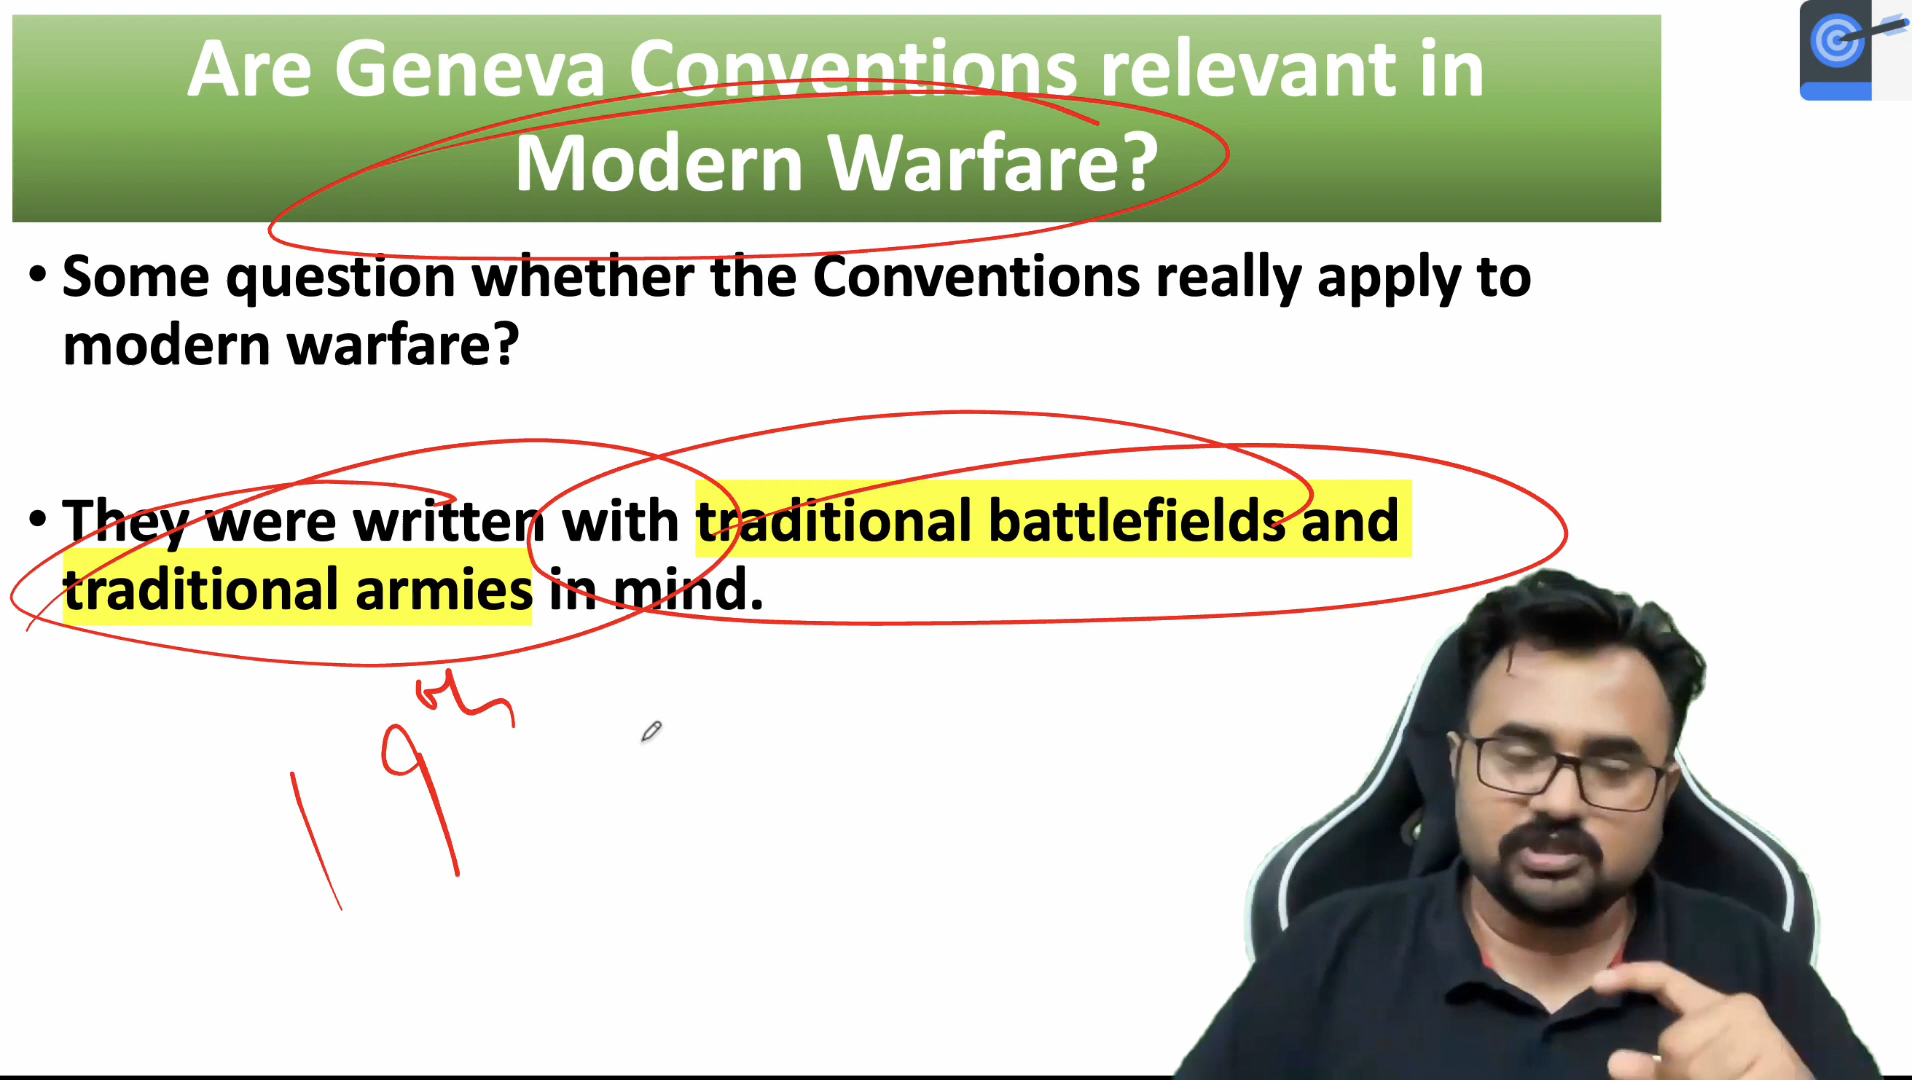 Are Geneva Conventions relevant in
Modern Warfare?
• Some question whether the Conventions really apply to
modern warfare?
• They were written with traditional battlefields and
traditional armies in mind.
19th